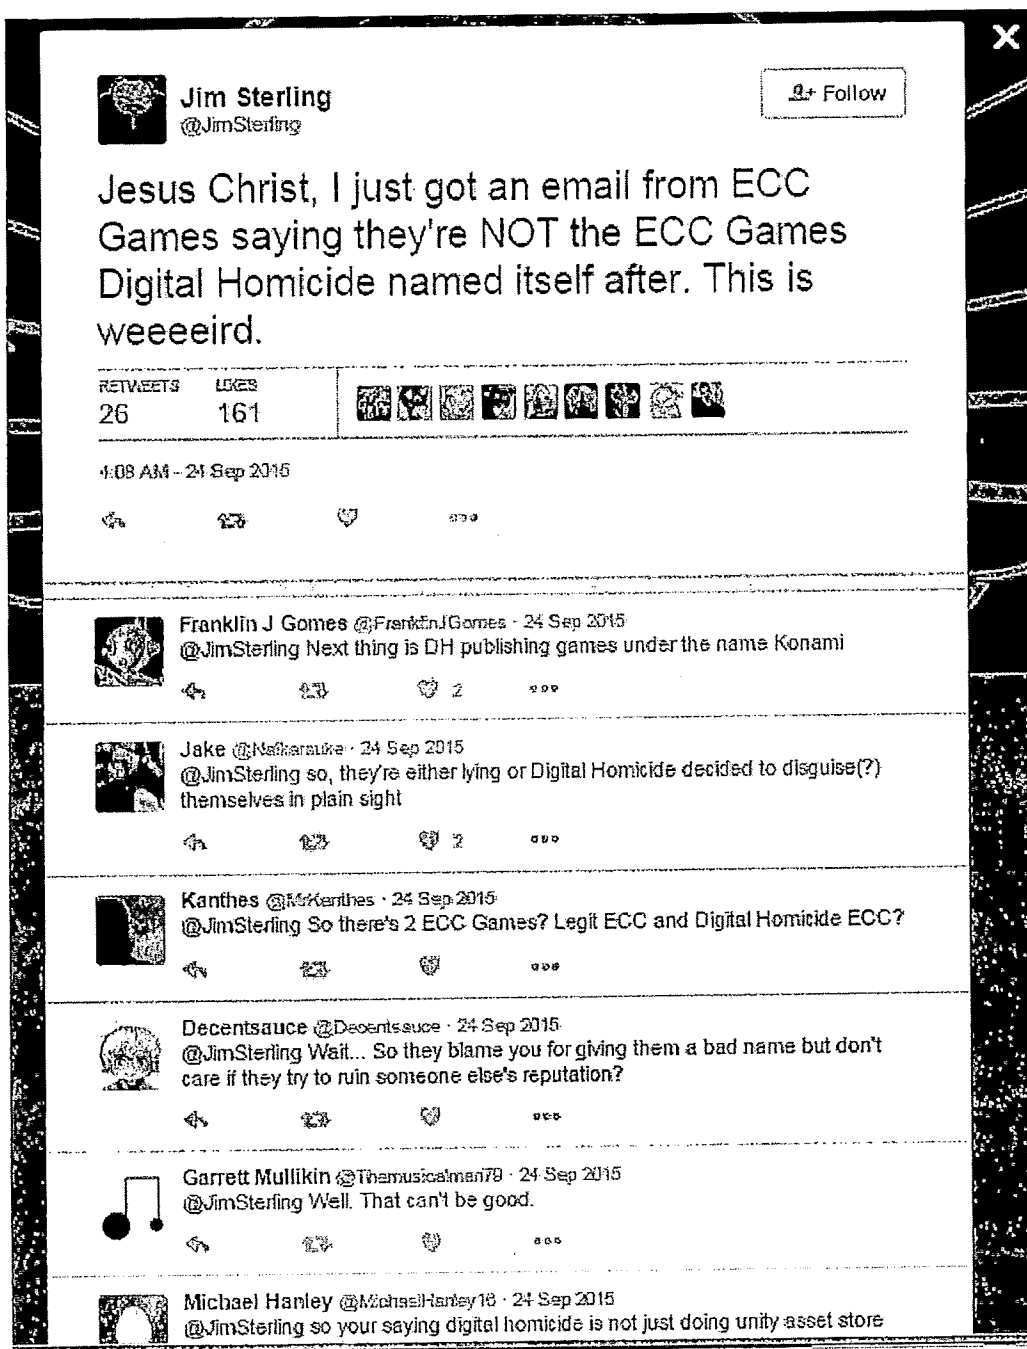 X
Jim Sterling
@JimSterling
Follow
Jesus Christ, I just got an email from ECC
Games saying they're NOT the ECC Games
Digital Homicide named itself after. This is
weeeeird.
RETWEETS LIKES
26 161
4:08 AM - 24 Sep 2015
Franklin J Gomes @FranklinJGomes · 24 Sep 2015
@JimSterling Next thing is DH publishing games under the name Konami
2
Jake · 24 Sep 2015
@JimSterling so, they're either lying or Digital Homicide decided to disguise(?)
themselves in plain sight
2
Kanthes @MrKanthes · 24 Sep 2015
@JimSterling So there's 2 ECC Games? Legit ECC and Digital Homicide ECC?
Decentsauce @Decentsauce · 24 Sep 2015
@JimSterling Wait... So they blame you for giving them a bad name but don't
care if they try to ruin someone else's reputation?
Garrett Mullikin @Themusicalman79 · 24 Sep 2015
@JimSterling Well. That can't be good.
Michael Hanley @MichaelHanley16 · 24 Sep 2015
@JimSterling so your saying digital homicide is not just doing unity asset store